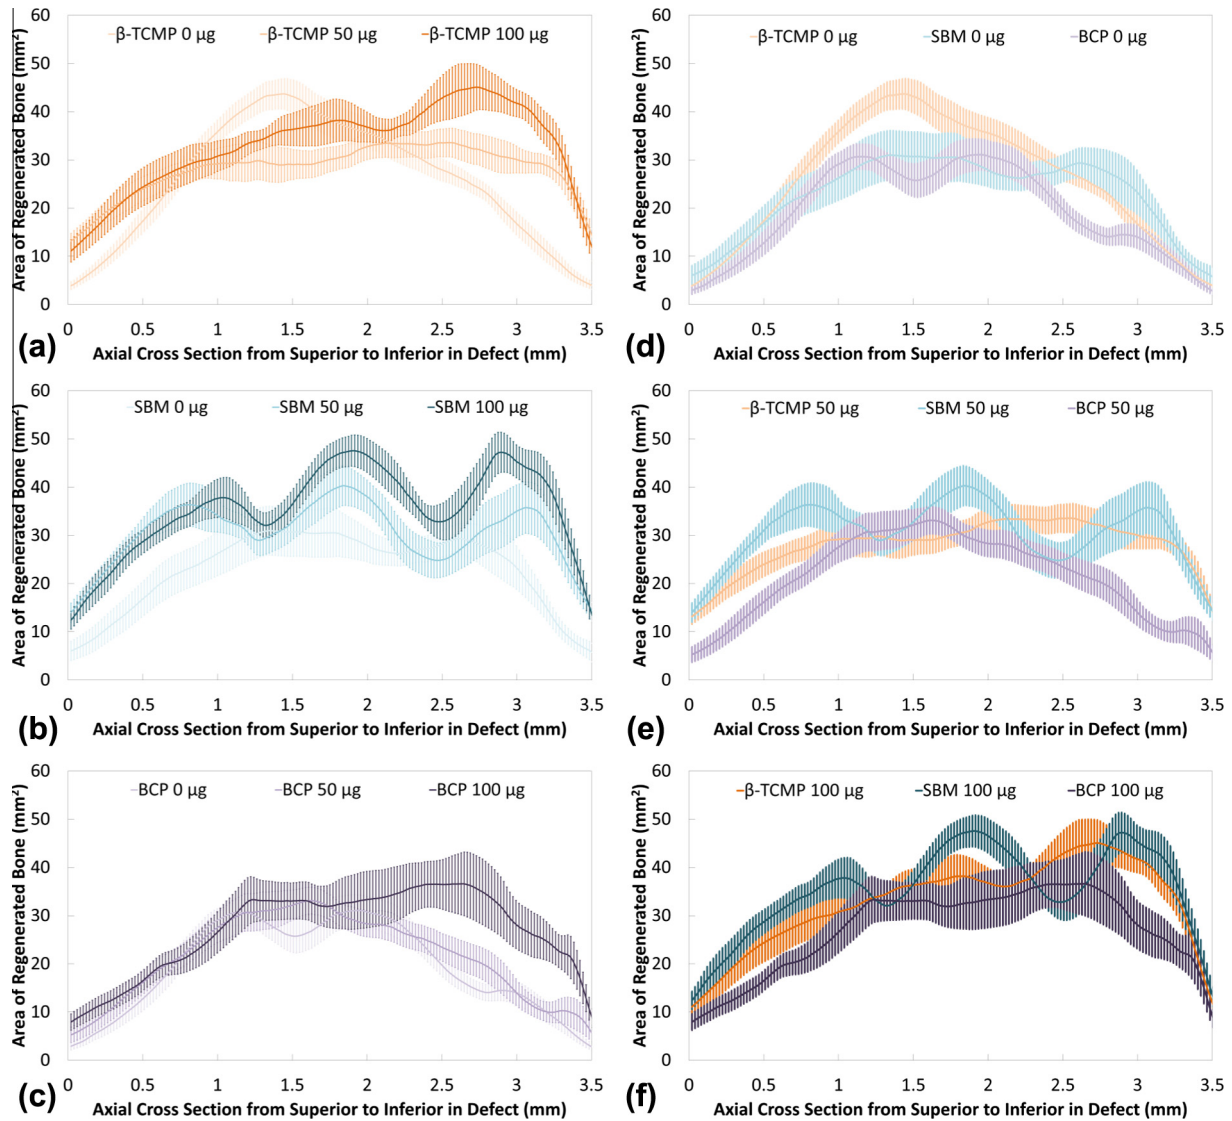 60
50
40
30
20
10
0
Area of Regenerated Bone (mm²)
β-TCMP 0 µg β-TCMP 50 µg β-TCMP 100 µg
0 0.5 1 1.5 2 2.5 3 3.5
(a) Axial Cross Section from Superior to Inferior in Defect (mm)
60
50
40
30
20
10
0
Area of Regenerated Bone (mm²)
β-TCMP 0 µg SBM 0 µg BCP 0 µg
0 0.5 1 1.5 2 2.5 3 3.5
(d) Axial Cross Section from Superior to Inferior in Defect (mm)
60
50
40
30
20
10
0
Area of Regenerated Bone (mm²)
SBM 0 µg SBM 50 µg SBM 100 µg
0 0.5 1 1.5 2 2.5 3 3.5
(b) Axial Cross Section from Superior to Inferior in Defect (mm)
60
50
40
30
20
10
0
Area of Regenerated Bone (mm²)
β-TCMP 50 µg SBM 50 µg BCP 50 µg
0 0.5 1 1.5 2 2.5 3 3.5
(e) Axial Cross Section from Superior to Inferior in Defect (mm)
60
50
40
30
20
10
0
Area of Regenerated Bone (mm²)
BCP 0 µg BCP 50 µg BCP 100 µg
0 0.5 1 1.5 2 2.5 3 3.5
(c) Axial Cross Section from Superior to Inferior in Defect (mm)
60
50
40
30
20
10
0
Area of Regenerated Bone (mm²)
β-TCMP 100 µg SBM 100 µg BCP 100 µg
0 0.5 1 1.5 2 2.5 3 3.5
(f) Axial Cross Section from Superior to Inferior in Defect (mm)